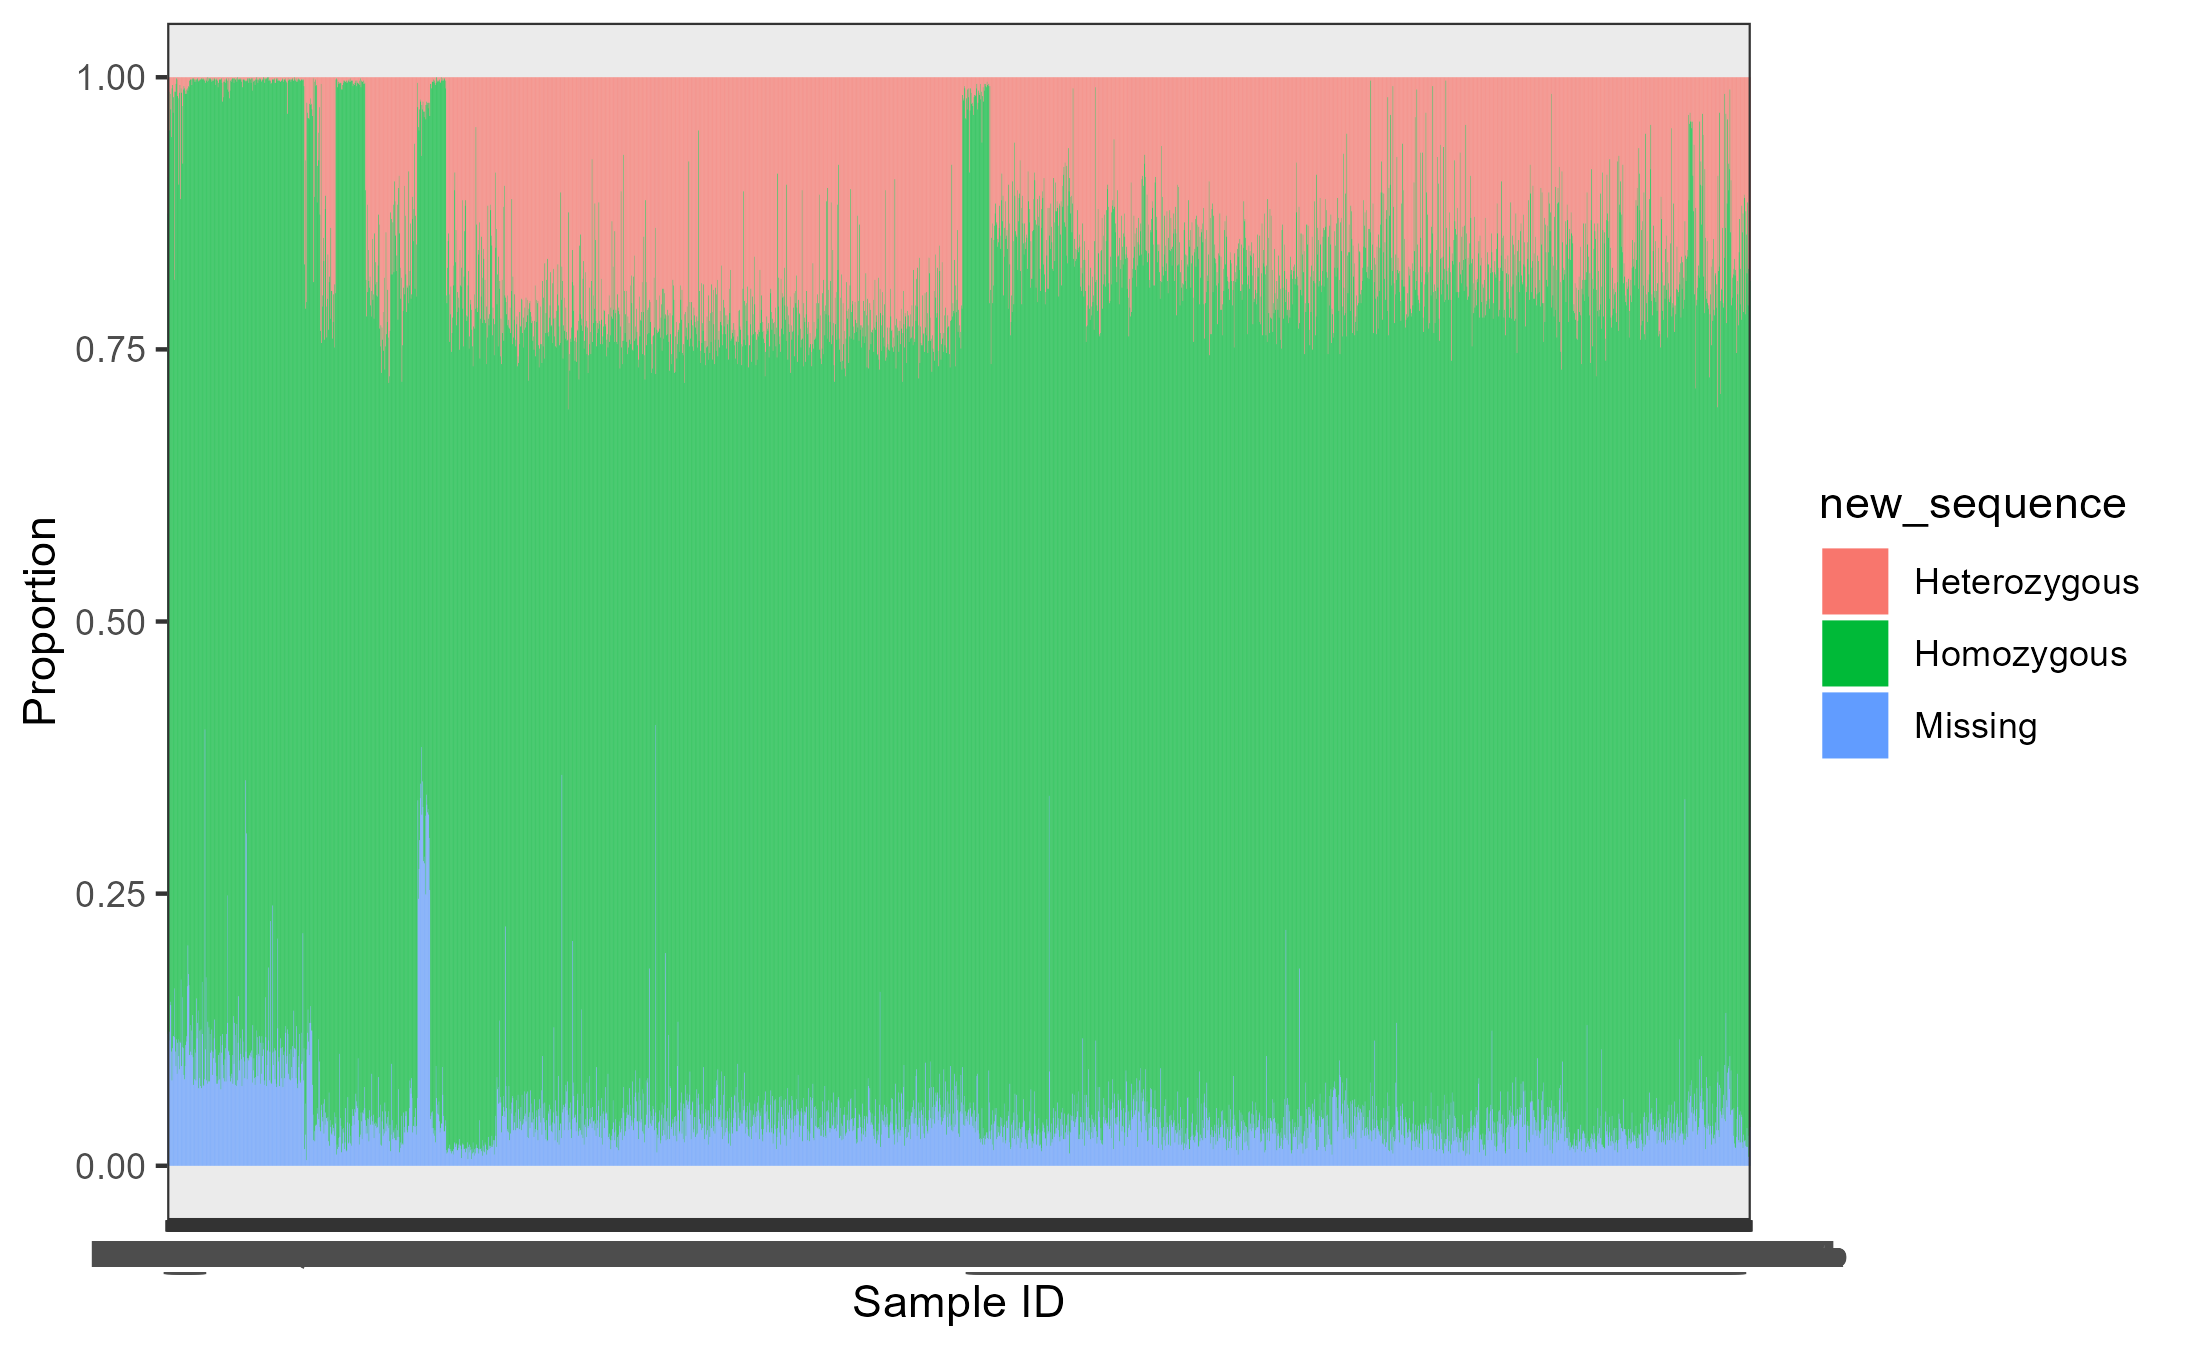 1.00
0.75
0.50
0.25
0.00
Proportion
Sample ID
new_sequence
Heterozygous
Homozygous
Missing